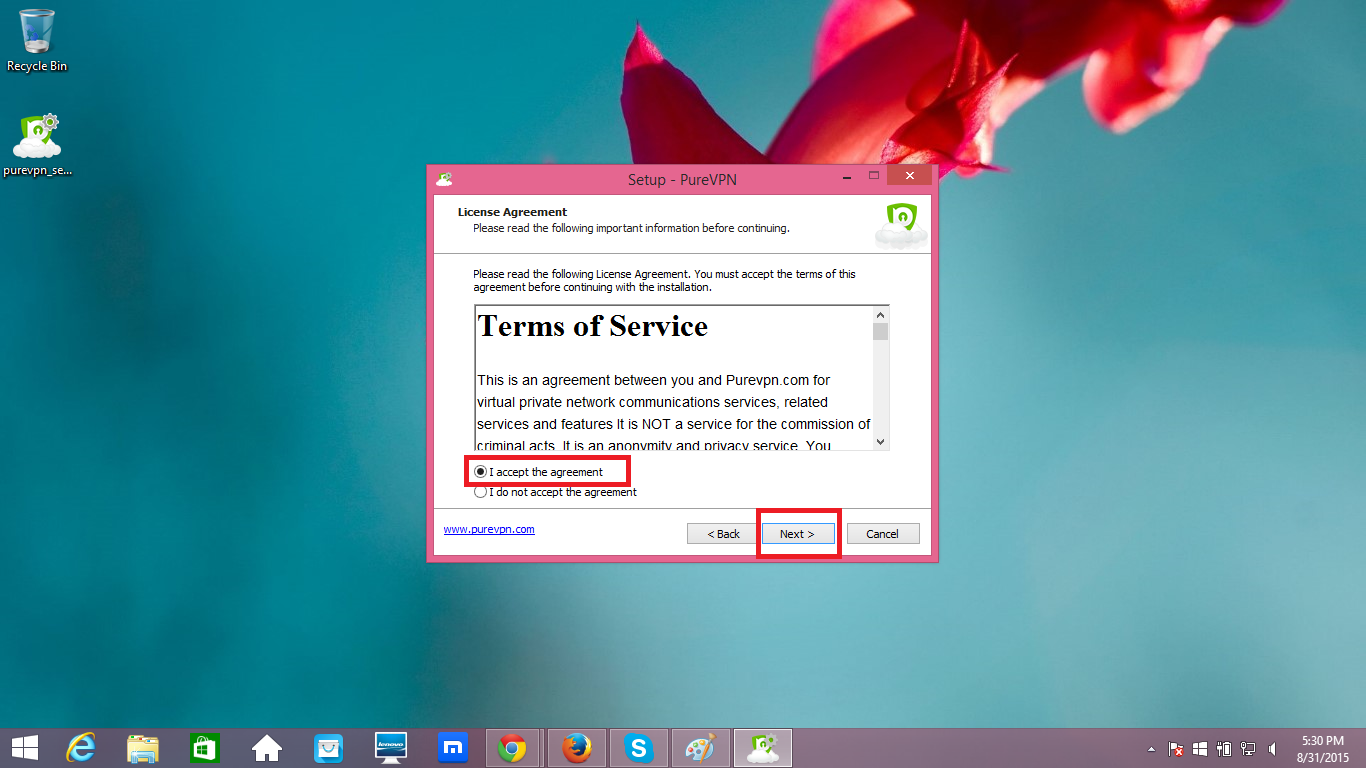 Recycle Bin
purevpn_se...
Setup - PureVPN
License Agreement
Please read the following important information before continuing.
Please read the following License Agreement. You must accept the terms of this
agreement before continuing with the installation.
Terms of Service
This is an agreement between you and Purevpn.com for
virtual private network communications services, related
services and features It is NOT a service for the commission of
criminal acts. It is an anonymity and privacy service. You
I accept the agreement
I do not accept the agreement
www.purevpn.com
< Back
Next >
Cancel
lenovo
5:30 PM
8/31/2015